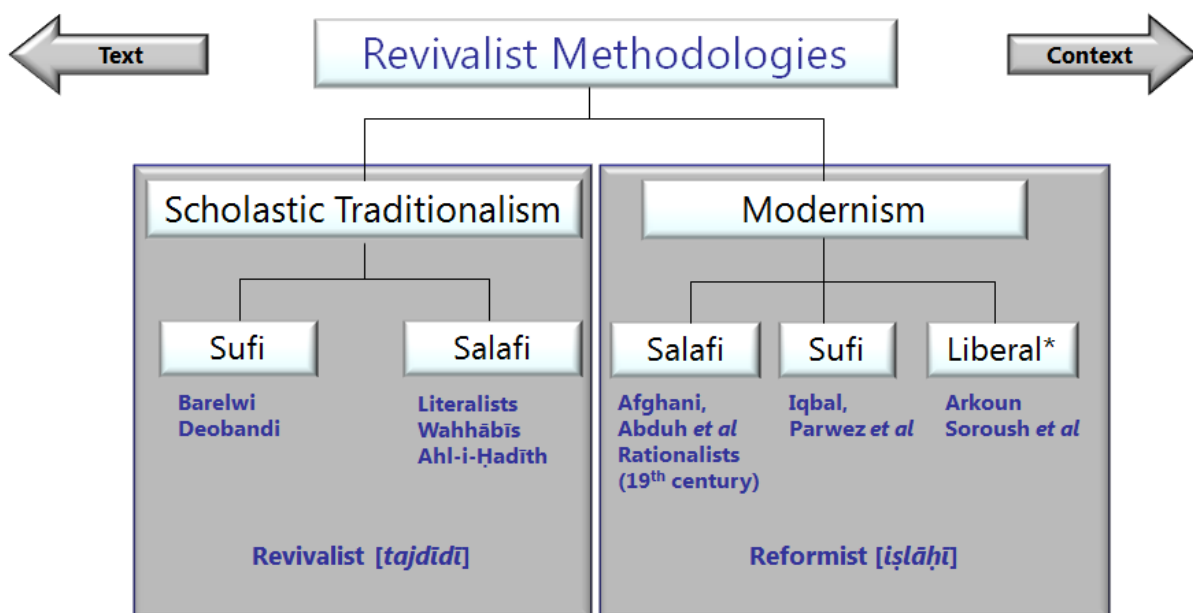 Text
Revivalist Methodologies
Context
Scholastic Traditionalism
Modernism
Sufi
Salafi
Salafi
Sufi
Liberal*
Barelwi
Deobandi
Literalists
Wahhābīs
Ahl-i-Ḥadīth
Afghani,
Abduh et al
Rationalists
(19th century)
Iqbal,
Parwez et al
Arkoun
Soroush et al
Revivalist [tajdīdī]
Reformist [iṣlāḥī]